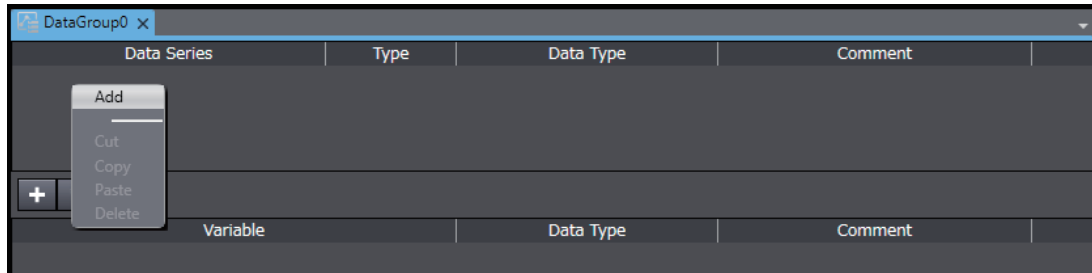 DataGroup0
Data Series Type Data Type Comment
Add
Cut
Copy
Paste
Delete
Variable Data Type Comment